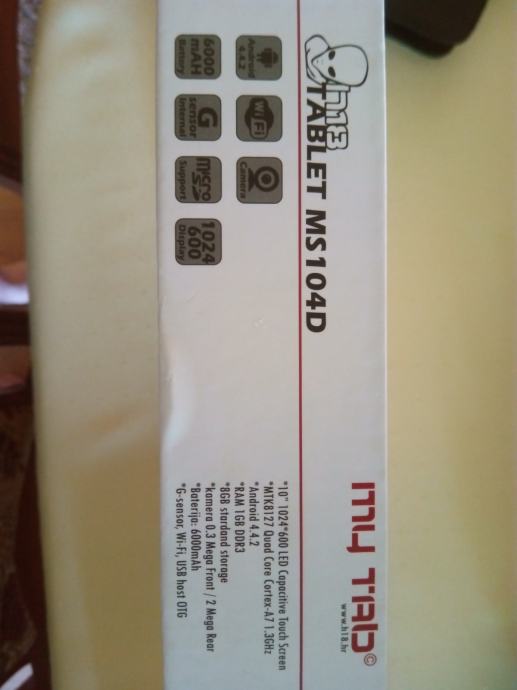 h18
TABLET MS104D
my TAB©
www.h18.hr
Android
4.4.2
WiFi
Camera
6000
mAH
Battery
G
sensor
Internal
micro
SD
Support
1024
600
Display
*10" 1024*600 LED Capacitive Touch Screen
*MTK8127 Quad Core Cortex-A7 1.3GHz
*Android 4.4.2
*RAM 1GB DDR3
*8GB stardand storage
*kamera 0.3 Mega Front / 2 Mega Rear
*Baterija: 6000mAh
*G-sensor, Wi-Fi, USB host OTG